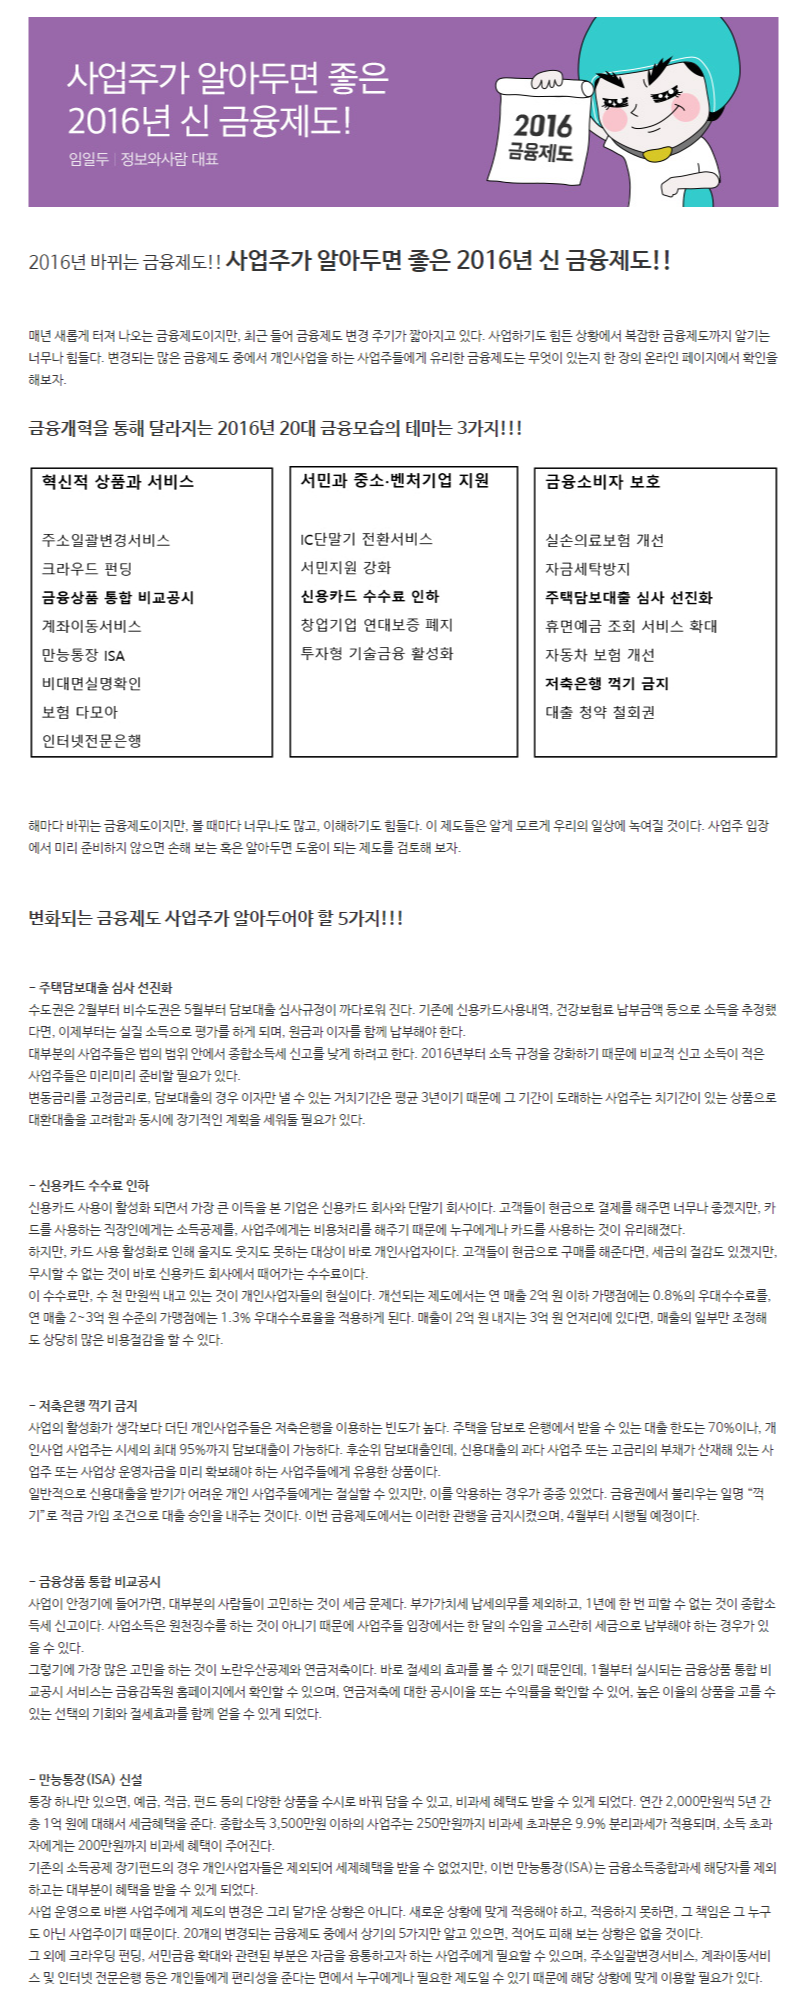 사업주가 알아두면 좋은
2016년 신 금융제도!
임일두 | 정보와사람 대표
2016
금융제도
2016년 바뀌는 금융제도!! 사업주가 알아두면 좋은 2016년 신 금융제도!!
매년 새롭게 터져 나오는 금융제도이지만, 최근 들어 금융제도 변경 주기가 짧아지고 있다. 사업하기도 힘든 상황에서 복잡한 금융제도까지 알기는
너무나 힘들다. 변경되는 많은 금융제도 중에서 개인사업을 하는 사업주들에게 유리한 금융제도는 무엇이 있는지 한 장의 온라인 페이지에서 확인을
해보자.
금융개혁을 통해 달라지는 2016년 20대 금융모습의 테마는 3가지!!!
혁신적 상품과 서비스
주소일괄변경서비스
크라우드 펀딩
금융상품 통합 비교공시
계좌이동서비스
만능통장 ISA
비대면실명확인
보험 다모아
인터넷전문은행
서민과 중소·벤처기업 지원
IC단말기 전환서비스
서민지원 강화
신용카드 수수료 인하
창업기업 연대보증 폐지
투자형 기술금융 활성화
금융소비자 보호
실손의료보험 개선
자금세탁방지
주택담보대출 심사 선진화
휴면예금 조회 서비스 확대
자동차 보험 개선
저축은행 꺽기 금지
대출 청약 철회권
해마다 바뀌는 금융제도이지만, 볼 때마다 너무나도 많고, 이해하기도 힘들다. 이 제도들은 알게 모르게 우리의 일상에 녹여질 것이다. 사업주 입장
에서 미리 준비하지 않으면 손해 보는 혹은 알아두면 도움이 되는 제도를 검토해 보자.
변화되는 금융제도 사업주가 알아두어야 할 5가지!!!
- 주택담보대출 심사 선진화
수도권은 2월부터 비수도권은 5월부터 담보대출 심사규정이 까다로워 진다. 기존에 신용카드사용내역, 건강보험료 납부금액 등으로 소득을 추정했
다면, 이제부터는 실질 소득으로 평가를 하게 되며, 원금과 이자를 함께 납부해야 한다.
대부분의 사업주들은 법의 범위 안에서 종합소득세 신고를 낮게 하려고 한다. 2016년부터 소득 규정을 강화하기 때문에 비교적 신고 소득이 적은
사업주들은 미리미리 준비할 필요가 있다.
변동금리를 고정금리로, 담보대출의 경우 이자만 낼 수 있는 거치기간은 평균 3년이기 때문에 그 기간이 도래하는 사업주는 치기간이 있는 상품으로
대환대출을 고려함과 동시에 장기적인 계획을 세워둘 필요가 있다.
- 신용카드 수수료 인하
신용카드 사용이 활성화 되면서 가장 큰 이득을 본 기업은 신용카드 회사와 단말기 회사이다. 고객들이 현금으로 결제를 해주면 너무나 좋겠지만, 카
드를 사용하는 직장인에게는 소득공제를, 사업주에게는 비용처리를 해주기 때문에 누구에게나 카드를 사용하는 것이 유리해졌다.
하지만, 카드 사용 활성화로 인해 울지도 웃지도 못하는 대상이 바로 개인사업자이다. 고객들이 현금으로 구매를 해준다면, 세금의 절감도 있겠지만,
무시할 수 없는 것이 바로 신용카드 회사에서 떼어가는 수수료이다.
이 수수료만, 수 천 만원씩 내고 있는 것이 개인사업자들의 현실이다. 개선되는 제도에서는 연 매출 2억 원 이하 가맹점에는 0.8%의 우대수수료를,
연 매출 2~3억 원 수준의 가맹점에는 1.3% 우대수수료율을 적용하게 된다. 매출이 2억 원 내지는 3억 원 언저리에 있다면, 매출의 일부만 조정해
도 상당히 많은 비용절감을 할 수 있다.
- 저축은행 꺽기 금지
사업의 활성화가 생각보다 더딘 개인사업주들은 저축은행을 이용하는 빈도가 높다. 주택을 담보로 은행에서 받을 수 있는 대출 한도는 70%이나, 개
인사업 사업주는 시세의 최대 95%까지 담보대출이 가능하다. 후순위 담보대출인데, 신용대출의 과다 사업주 또는 고금리의 부채가 산재해 있는 사
업주 또는 사업상 운영자금을 미리 확보해야 하는 사업주들에게 유용한 상품이다.
일반적으로 신용대출을 받기가 어려운 개인 사업주들에게는 절실할 수 있지만, 이를 악용하는 경우가 종종 있었다. 금융권에서 불리우는 일명 “꺽
기”로 적금 가입 조건으로 대출 승인을 내주는 것이다. 이번 금융제도에서는 이러한 관행을 금지시켰으며, 4월부터 시행될 예정이다.
- 금융상품 통합 비교공시
사업이 안정기에 들어가면, 대부분의 사람들이 고민하는 것이 세금 문제다. 부가가치세 납세의무를 제외하고, 1년에 한 번 피할 수 없는 것이 종합소
득세 신고이다. 사업소득은 원천징수를 하는 것이 아니기 때문에 사업주들 입장에서는 한 달의 수입을 고스란히 세금으로 납부해야 하는 경우가 있
을 수 있다.
그렇기에 가장 많은 고민을 하는 것이 노란우산공제와 연금저축이다. 바로 절세의 효과를 볼 수 있기 때문인데, 1월부터 실시되는 금융상품 통합 비
교공시 서비스는 금융감독원 홈페이지에서 확인할 수 있으며, 연금저축에 대한 공시이율 또는 수익률을 확인할 수 있어, 높은 이율의 상품을 고를 수
있는 선택의 기회와 절세효과를 함께 얻을 수 있게 되었다.
- 만능통장(ISA) 신설
통장 하나만 있으면, 예금, 적금, 펀드 등의 다양한 상품을 수시로 바꿔 담을 수 있고, 비과세 혜택도 받을 수 있게 되었다. 연간 2,000만원씩 5년 간
총 1억 원에 대해서 세금혜택을 준다. 종합소득 3,500만원 이하의 사업주는 250만원까지 비과세 초과분은 9.9% 분리과세가 적용되며, 소득 초과
자에게는 200만원까지 비과세 혜택이 주어진다.
기존의 소득공제 장기펀드의 경우 개인사업자들은 제외되어 세제혜택을 받을 수 없었지만, 이번 만능통장(ISA)는 금융소득종합과세 해당자를 제외
하고는 대부분이 혜택을 받을 수 있게 되었다.
사업 운영으로 바쁜 사업주에게 제도의 변경은 그리 달가운 상황은 아니다. 새로운 상황에 맞게 적응해야 하고, 적응하지 못하면, 그 책임은 그 누구
도 아닌 사업주이기 때문이다. 20개의 변경되는 금융제도 중에서 상기의 5가지만 알고 있으면, 적어도 피해 보는 상황은 없을 것이다.
그 외에 크라우딩 펀딩, 서민금융 확대와 관련된 부분은 자금을 융통하고자 하는 사업주에게 필요할 수 있으며, 주소일괄변경서비스, 계좌이동서비
스 및 인터넷 전문은행 등은 개인들에게 편리성을 준다는 면에서 누구에게나 필요한 제도일 수 있기 때문에 해당 상황에 맞게 이용할 필요가 있다.